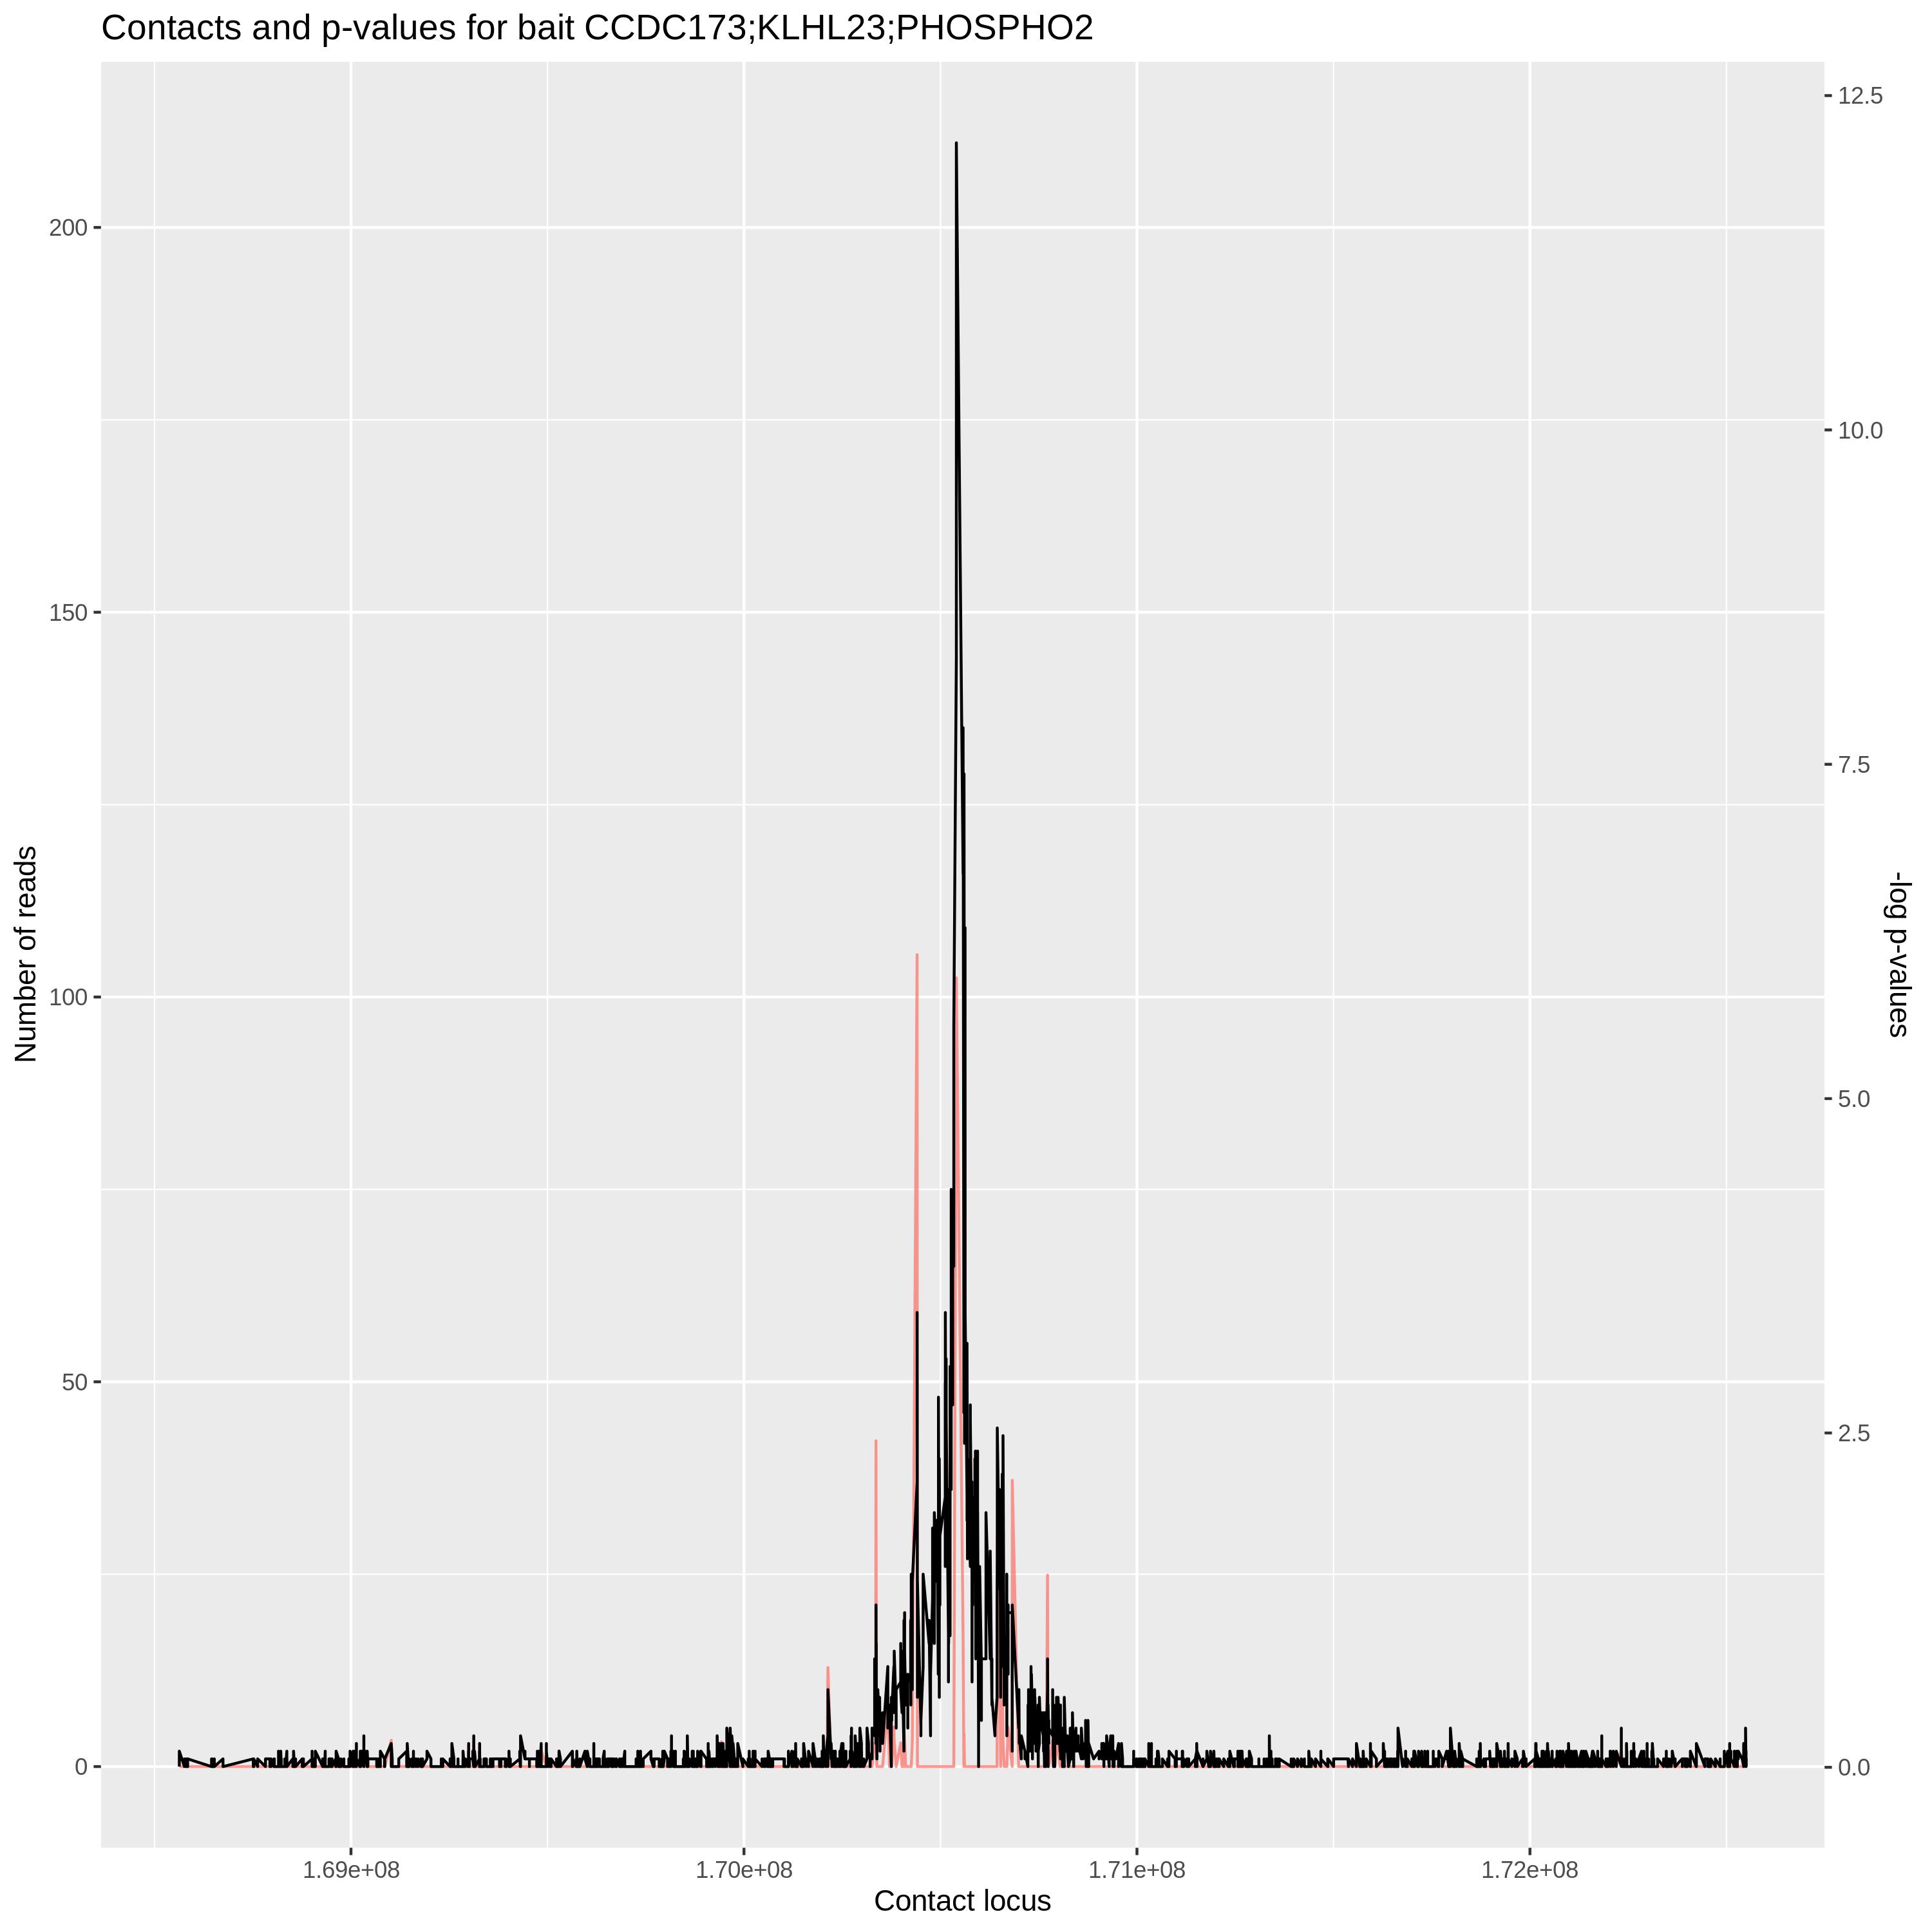 Contacts and p-values for bait CCDC173;KLHL23;PHOSPHO2
Number of reads
200
150
100
50
0
12.5
10.0
7.5
5.0
2.5
0.0
-log p-values
1.69e+08
1.70e+08
1.71e+08
1.72e+08
Contact locus